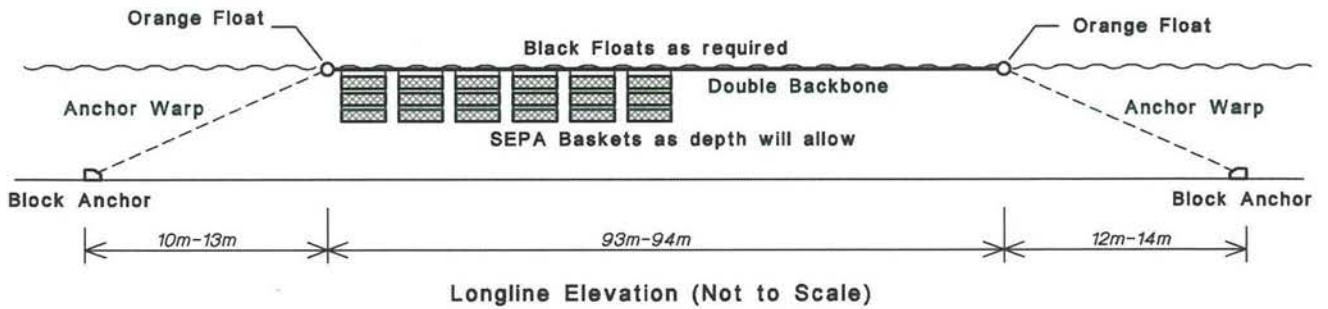 Orange Float
Orange Float
Black Floats as required
Double Backbone
Anchor Warp
Anchor Warp
SEPA Baskets as depth will allow
Block Anchor
Block Anchor
10m-13m
93m-94m
12m-14m
Longline Elevation (Not to Scale)